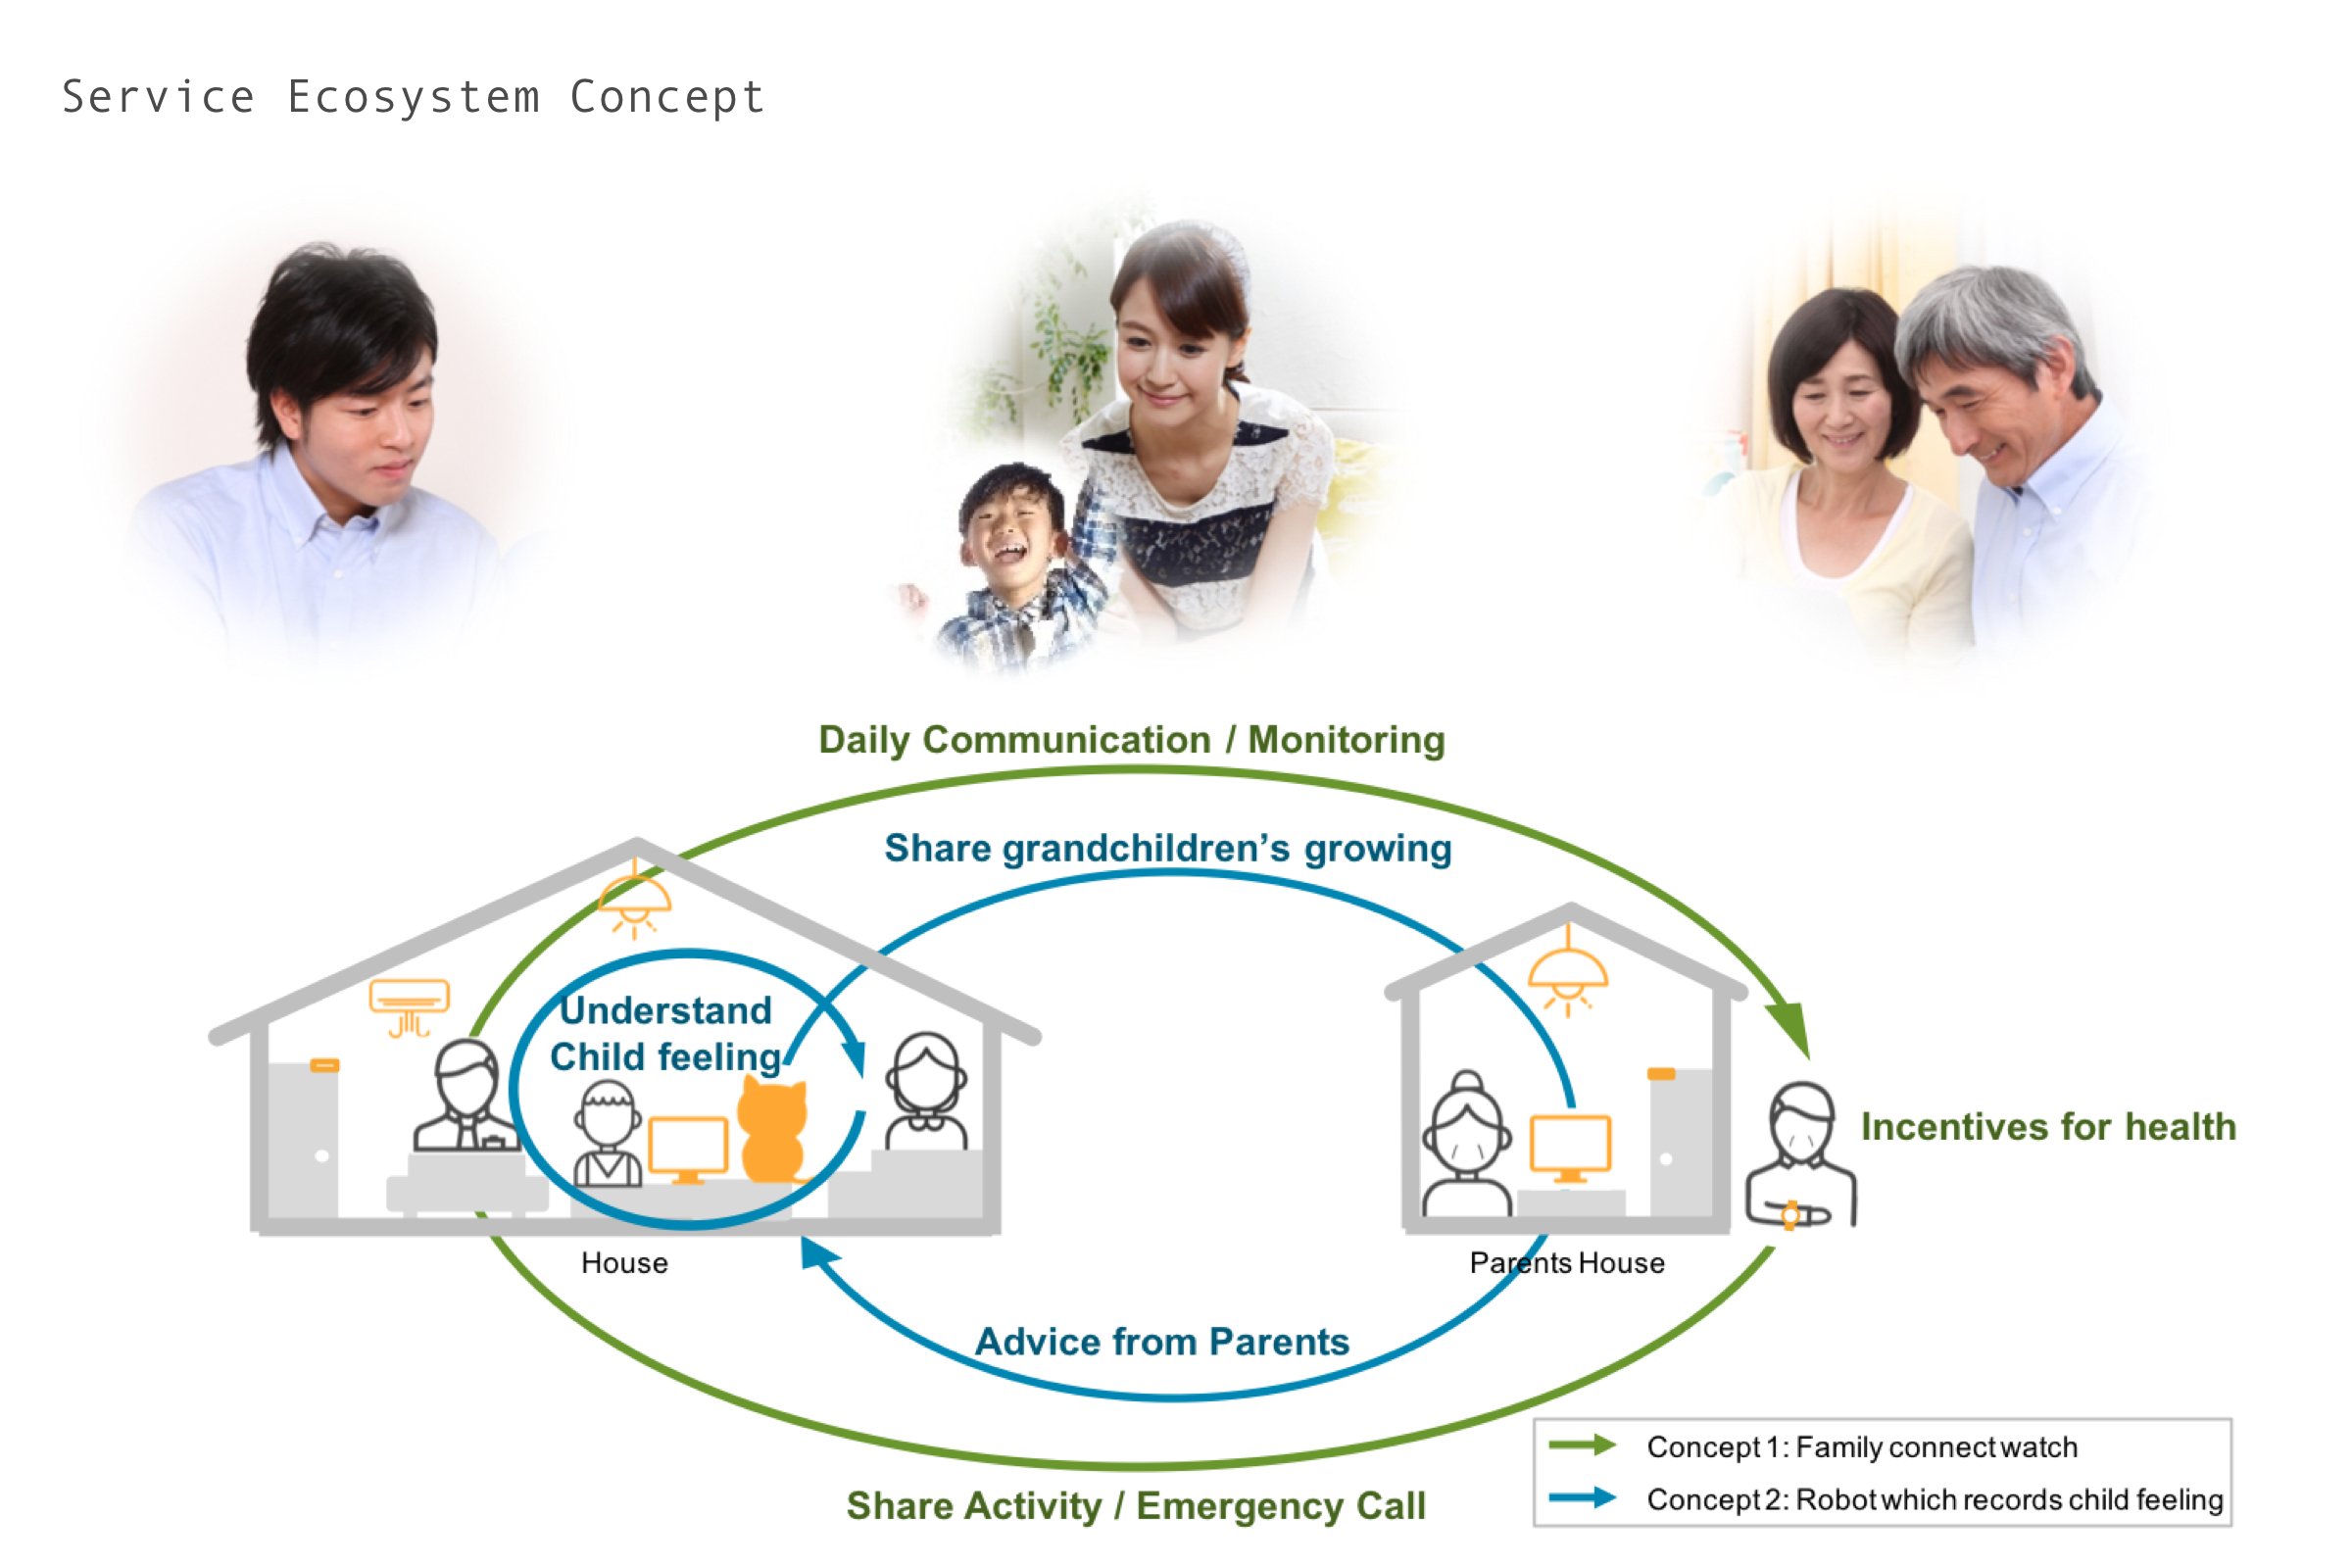 Service Ecosystem Concept
Daily Communication / Monitoring
Share grandchildren’s growing
Understand
Child feeling
Incentives for health
House
Parents House
Advice from Parents
Share Activity / Emergency Call
Concept 1: Family connect watch
Concept 2: Robot which records child feeling